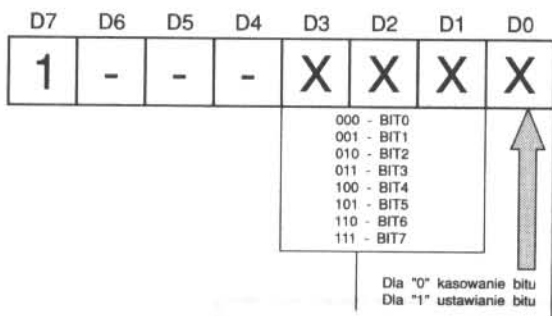 D7 D6 D5 D4 D3 D2 D1 D0
1 - - - X X X X
000 - BIT0
001 - BIT1
010 - BIT2
011 - BIT3
100 - BIT4
101 - BIT5
110 - BIT6
111 - BIT7
Dla "0" kasowanie bitu
Dla "1" ustawianie bitu